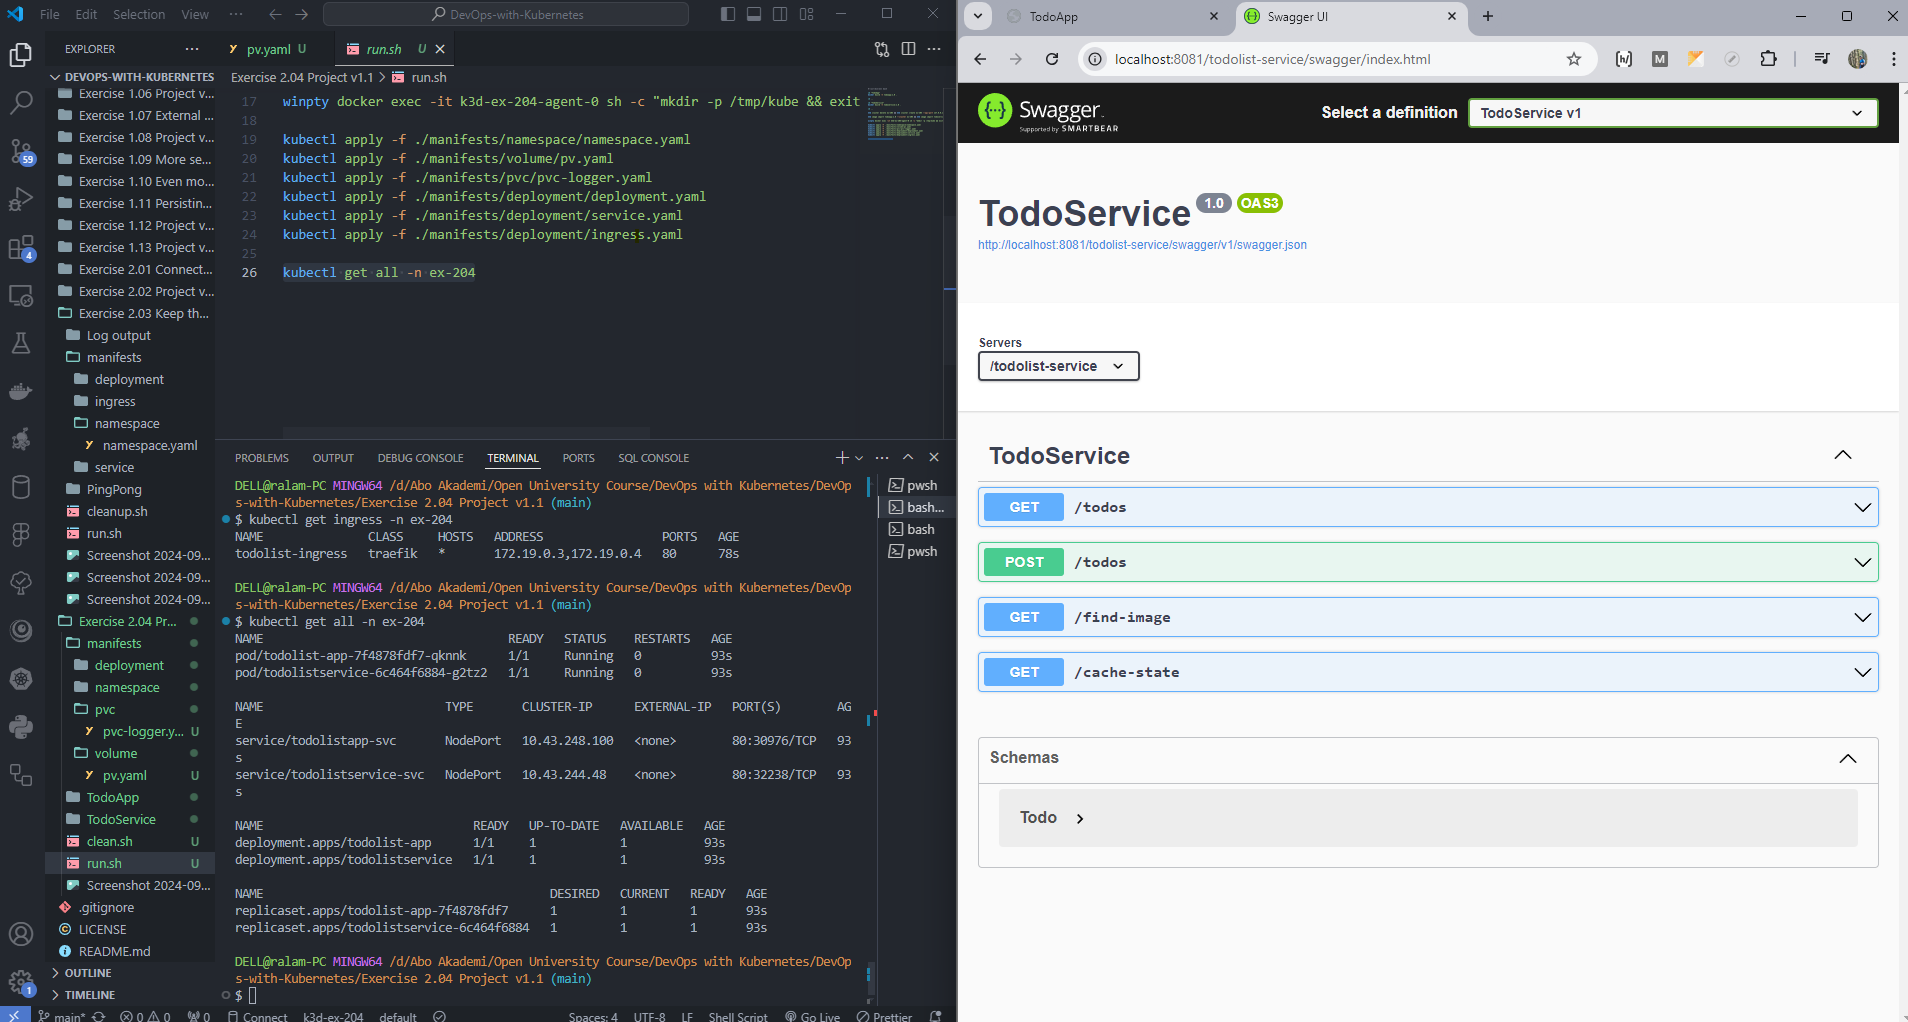 File Edit Selection View ··· DevOps-with-Kubernetes
EXPLORER ···
DEVOPS-WITH-KUBERNETES
Exercise 1.06 Project v...
Exercise 1.07 External ...
Exercise 1.08 Project v...
Exercise 1.09 More se...
Exercise 1.10 Even mo...
Exercise 1.11 Persistin...
Exercise 1.12 Project v...
Exercise 1.13 Project v...
Exercise 2.01 Connect...
Exercise 2.02 Project v...
Exercise 2.03 Keep th...
Log output
manifests
deployment
ingress
namespace
namespace.yaml
service
PingPong
cleanup.sh
run.sh
Screenshot 2024-09...
Screenshot 2024-09...
Screenshot 2024-09...
Exercise 2.04 Pr...
manifests
deployment
namespace
pvc
pvc-logger.y... U
volume
pv.yaml U
TodoApp
TodoService
clean.sh U
run.sh U
Screenshot 2024-09...
.gitignore
LICENSE
README.md
OUTLINE
TIMELINE
59
4
1
pv.yaml U run.sh U
Exercise 2.04 Project v1.1 > run.sh
17 winpty docker exec -it k3d-ex-204-agent-0 sh -c "mkdir -p /tmp/kube && exit
18
19 kubectl apply -f ./manifests/namespace/namespace.yaml
20 kubectl apply -f ./manifests/volume/pv.yaml
21 kubectl apply -f ./manifests/pvc/pvc-logger.yaml
22 kubectl apply -f ./manifests/deployment/deployment.yaml
23 kubectl apply -f ./manifests/deployment/service.yaml
24 kubectl apply -f ./manifests/deployment/ingress.yaml
25
26 kubectl get all -n ex-204
PROBLEMS OUTPUT DEBUG CONSOLE TERMINAL PORTS SQL CONSOLE
pwsh
bash...
bash
pwsh
DELL@ralam-PC MINGW64 /d/Abo Akademi/Open University Course/DevOps with Kubernetes/DevOp
s-with-Kubernetes/Exercise 2.04 Project v1.1 (main)
$ kubectl get ingress -n ex-204
NAME CLASS HOSTS ADDRESS PORTS AGE
todolist-ingress traefik * 172.19.0.3,172.19.0.4 80 78s
DELL@ralam-PC MINGW64 /d/Abo Akademi/Open University Course/DevOps with Kubernetes/DevOp
s-with-Kubernetes/Exercise 2.04 Project v1.1 (main)
$ kubectl get all -n ex-204
NAME READY STATUS RESTARTS AGE
pod/todolist-app-7f4878fdf7-qknnk 1/1 Running 0 93s
pod/todolistservice-6c464f6884-g2tz2 1/1 Running 0 93s
NAME TYPE CLUSTER-IP EXTERNAL-IP PORT(S) AG
E
service/todolistapp-svc NodePort 10.43.248.100 <none> 80:30976/TCP 93
s
service/todolistservice-svc NodePort 10.43.244.48 <none> 80:32238/TCP 93
s
NAME READY UP-TO-DATE AVAILABLE AGE
deployment.apps/todolist-app 1/1 1 1 93s
deployment.apps/todolistservice 1/1 1 1 93s
NAME DESIRED CURRENT READY AGE
replicaset.apps/todolist-app-7f4878fdf7 1 1 1 93s
replicaset.apps/todolistservice-6c464f6884 1 1 1 93s
DELL@ralam-PC MINGW64 /d/Abo Akademi/Open University Course/DevOps with Kubernetes/DevOp
s-with-Kubernetes/Exercise 2.04 Project v1.1 (main)
$
main* 0 0 0 Connect k3d-ex-204 default Spaces: 4 UTF-8 LF Shell Script Go Live Prettier
TodoApp Swagger UI
localhost:8081/todolist-service/swagger/index.html
Swagger
Supported by SMARTBEAR
Select a definition TodoService v1
TodoService 1.0 OAS3
http://localhost:8081/todolist-service/swagger/v1/swagger.json
Servers
/todolist-service
TodoService
GET /todos
POST /todos
GET /find-image
GET /cache-state
Schemas
Todo